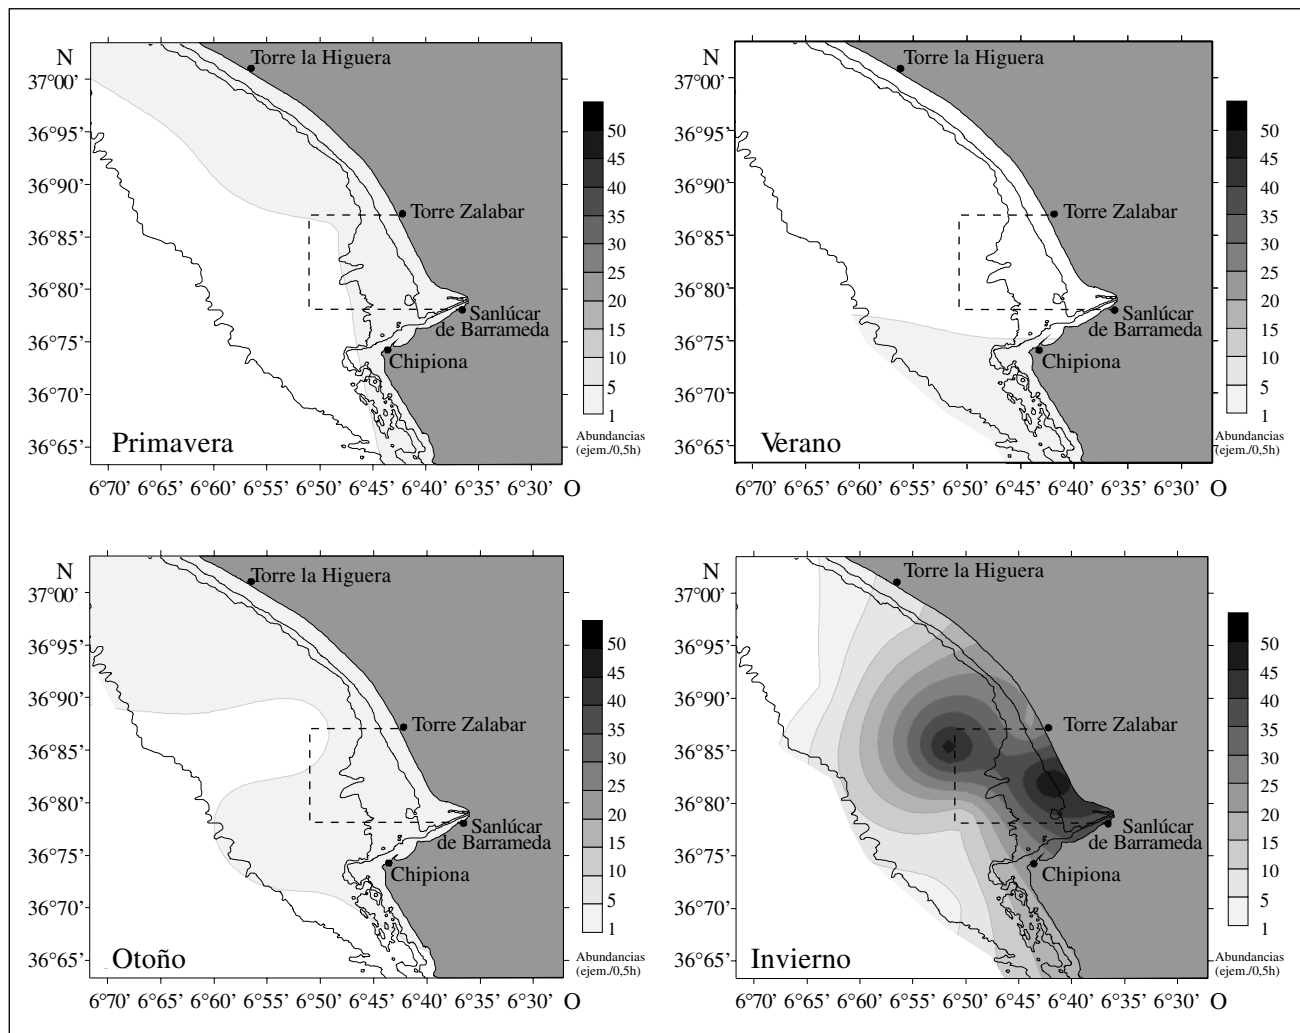 N
Torre la Higuera
37°00'
36°95'
36°90'
36°85'
36°80'
36°75'
36°70'
36°65'
Torre Zalabar
Sanlúcar
de Barrameda
Chipiona
Primavera
50
45
40
35
30
25
20
15
10
5
1
Abundancias
(ejem./0,5h)
6°70' 6°65' 6°60' 6°55' 6°50' 6°45' 6°40' 6°35' 6°30' O
N
Torre la Higuera
37°00'
36°95'
36°90'
36°85'
36°80'
36°75'
36°70'
36°65'
Torre Zalabar
Sanlúcar
de Barrameda
Chipiona
Verano
50
45
40
35
30
25
20
15
10
5
1
Abundancias
(ejem./0,5h)
6°70' 6°65' 6°60' 6°55' 6°50' 6°45' 6°40' 6°35' 6°30' O
N
Torre la Higuera
37°00'
36°95'
36°90'
36°85'
36°80'
36°75'
36°70'
36°65'
Torre Zalabar
Sanlúcar
de Barrameda
Chipiona
Otoño
50
45
40
35
30
25
20
15
10
5
1
Abundancias
(ejem./0,5h)
6°70' 6°65' 6°60' 6°55' 6°50' 6°45' 6°40' 6°35' 6°30' O
N
Torre la Higuera
37°00'
36°95'
36°90'
36°85'
36°80'
36°75'
36°70'
36°65'
Torre Zalabar
Sanlúcar
de Barrameda
Chipiona
Invierno
50
45
40
35
30
25
20
15
10
5
1
Abundancias
(ejem./0,5h)
6°70' 6°65' 6°60' 6°55' 6°50' 6°45' 6°40' 6°35' 6°30' O